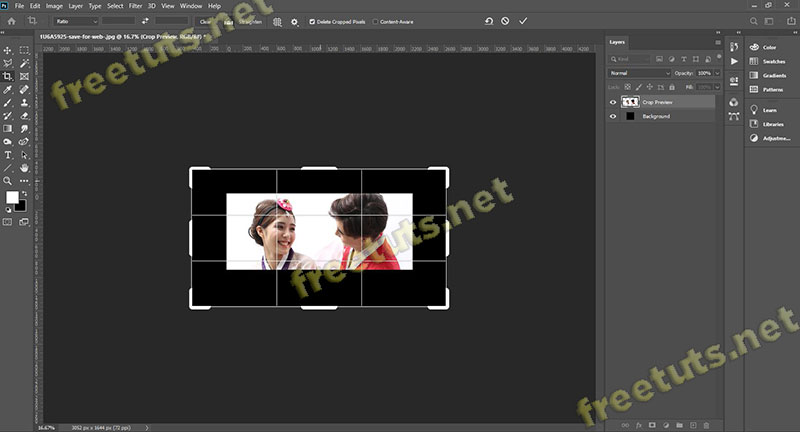 File Edit Image Layer Type Select Filter 3D View Window Help
Ratio Clear Straighten Delete Cropped Pixels Content-Aware
1U6A5925-save-for-web-.jpg @ 16.7% (Crop Preview, RGB/8#) *
freetuts.net
Layers
Kind
Normal Opacity: 100%
Lock: Fill: 100%
Crop Preview
Background
Color
Swatches
Gradients
Patterns
Learn
Libraries
Adjustme...
freetuts.net
freetuts.net
16.67% 3052 px x 1644 px (72 ppi)